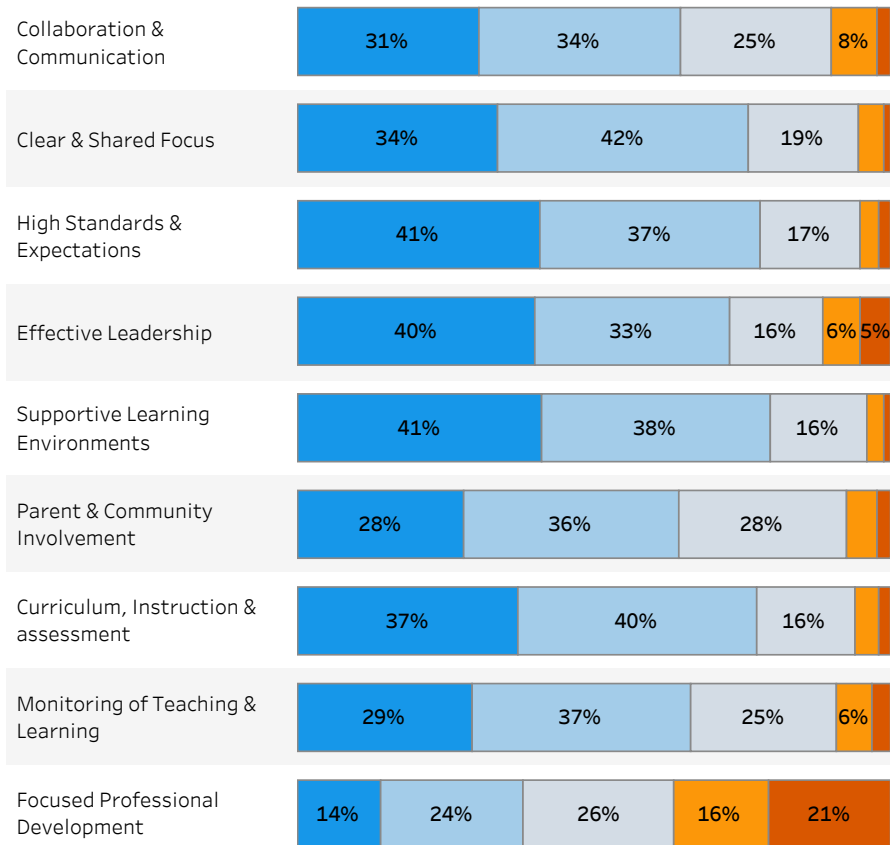 Collaboration &
Communication
31% 34% 25% 8%
Clear & Shared Focus
34% 42% 19%
High Standards &
Expectations
41% 37% 17%
Effective Leadership
40% 33% 16% 6% 5%
Supportive Learning
Environments
41% 38% 16%
Parent & Community
Involvement
28% 36% 28%
Curriculum, Instruction &
assessment
37% 40% 16%
Monitoring of Teaching &
Learning
29% 37% 25% 6%
Focused Professional
Development
14% 24% 26% 16% 21%